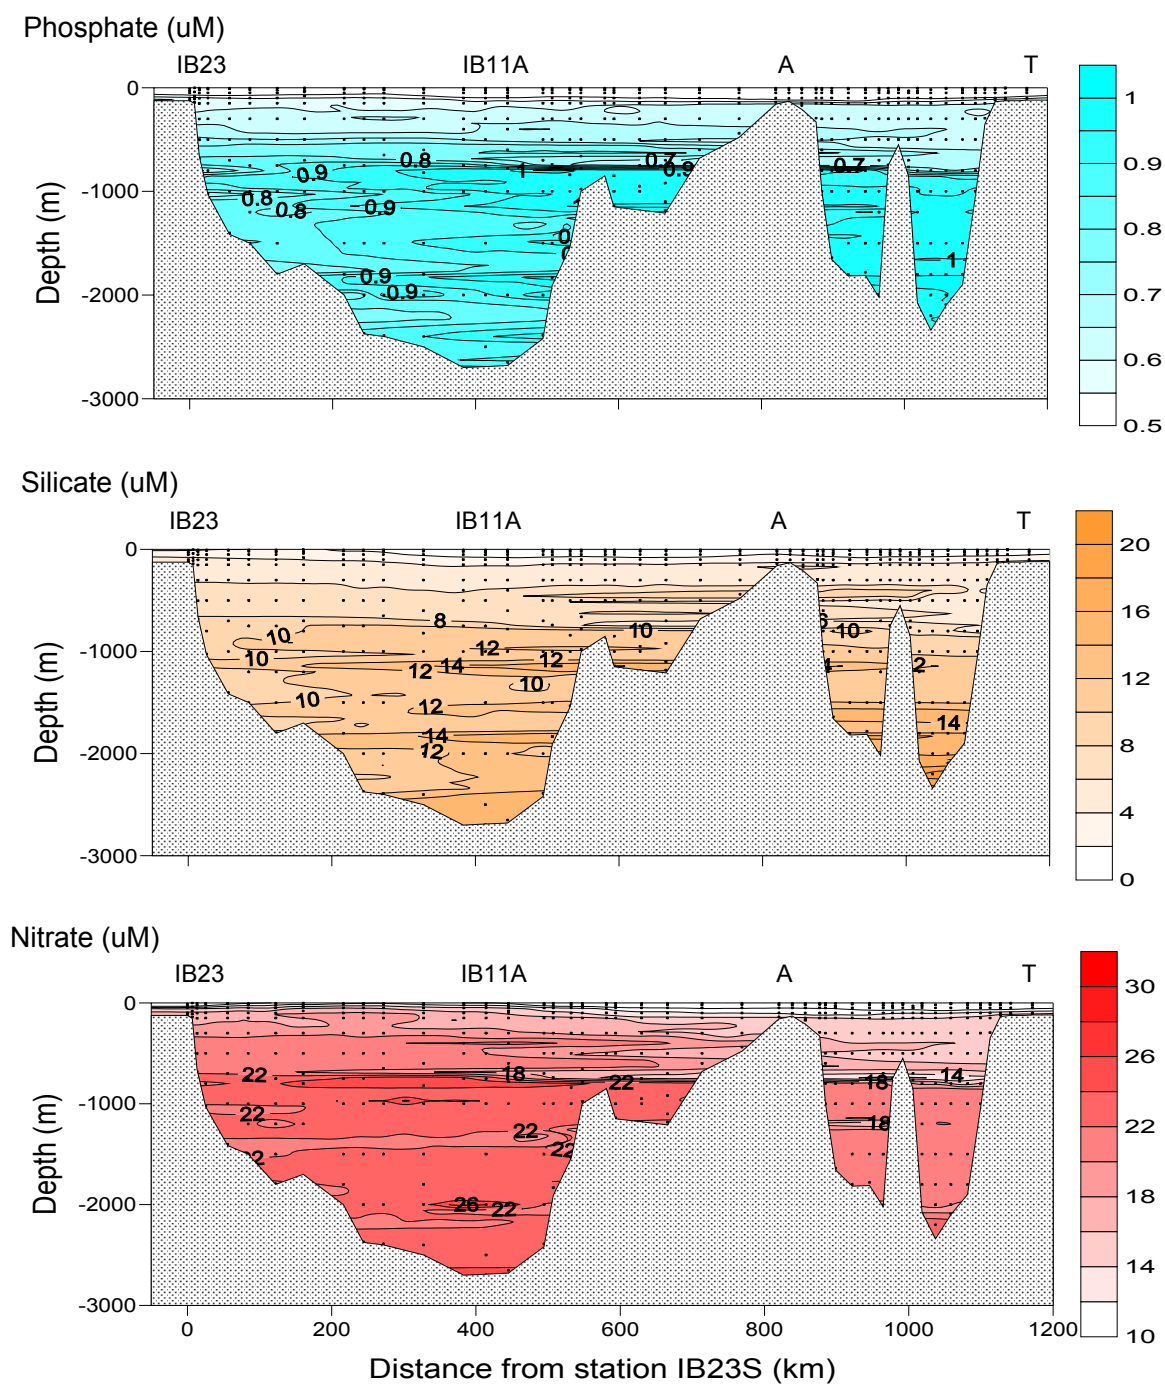 Phosphate (uM)
IB23 IB11A A T
0
-1000
-2000
-3000
Depth (m)
0.8 0.7 0.9
0.9 1 0.7
0.8 0.9
0.8
0.9 1
0.9
1
0.9
0.8
0.7
0.6
0.5
Silicate (uM)
IB23 IB11A A T
0
-1000
-2000
-3000
Depth (m)
8
10 10 10
12
10 14 12
12
10
10 12
14 14
12
20
16
12
8
4
0
Nitrate (uM)
IB23 IB11A A T
0
-1000
-2000
-3000
Depth (m)
22 18 22 18 14
22 18
22
22
26 22
30
26
22
18
14
10
0 200 400 600 800 1000 1200
Distance from station IB23S (km)